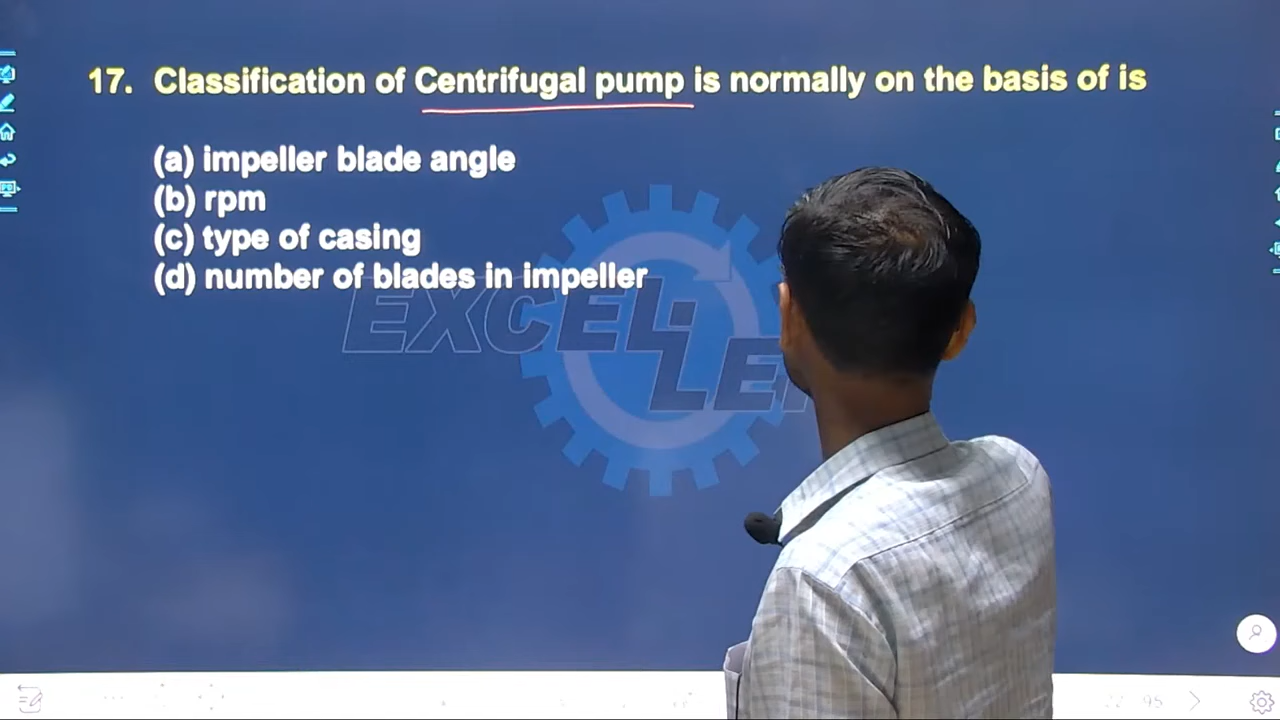 17. Classification of Centrifugal pump is normally on the basis of is
(a) impeller blade angle
(b) rpm
(c) type of casing
(d) number of blades in impeller
EXCEL